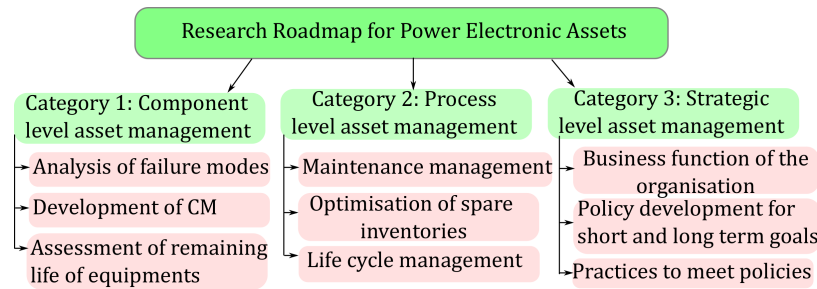 Research Roadmap for Power Electronic Assets
Category 1: Component
level asset management
Analysis of failure modes
Development of CM
Assessment of remaining
life of equipments
Category 2: Process
level asset management
Maintenance management
Optimisation of spare
inventories
Life cycle management
Category 3: Strategic
level asset management
Business function of the
organisation
Policy development for
short and long term goals
Practices to meet policies